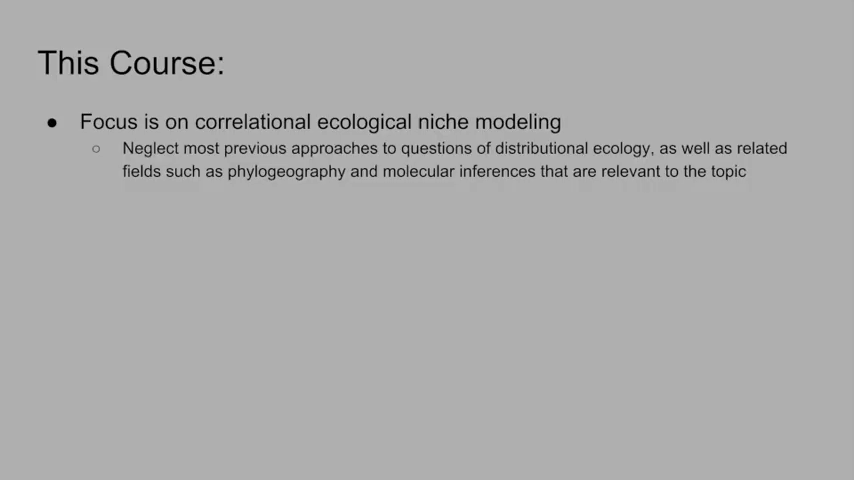 This Course:
● Focus is on correlational ecological niche modeling
○ Neglect most previous approaches to questions of distributional ecology, as well as related
fields such as phylogeography and molecular inferences that are relevant to the topic